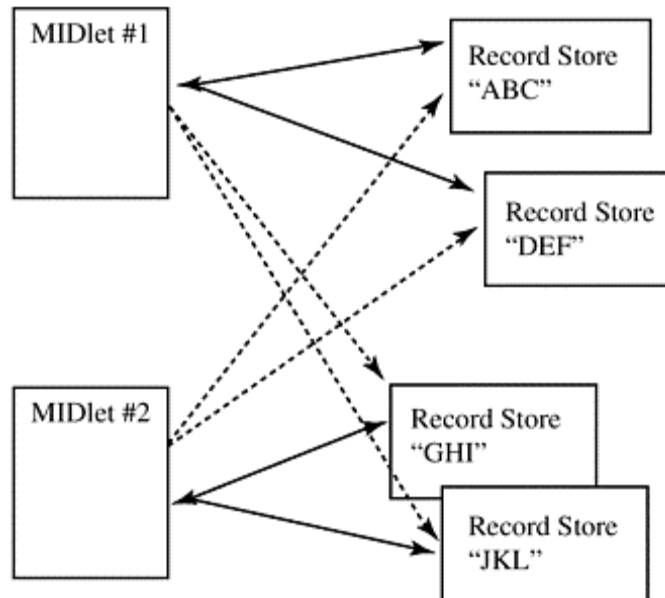 MIDlet #1
Record Store
“ABC”
Record Store
“DEF”
MIDlet #2
Record Store
“GHI”
Record Store
“JKL”